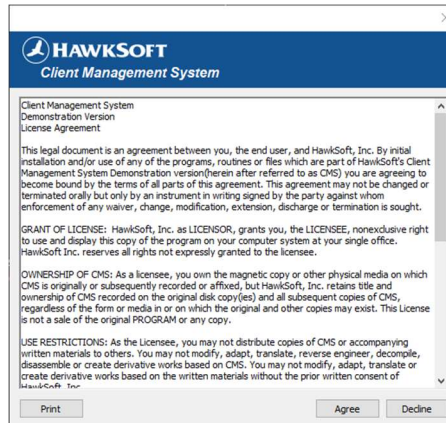 HAWKSOFT
Client Management System
Client Management System
Demonstration Version
License Agreement
This legal document is an agreement between you, the end user, and HawkSoft, Inc. By initial
installation and/or use of any of the programs, routines or files which are part of HawkSoft's Client
Management System Demonstration version(herein after referred to as CMS) you are agreeing to
become bound by the terms of all parts of this agreement. This agreement may not be changed or
terminated orally but only by an instrument in writing signed by the party against whom
enforcement of any waiver, change, modification, extension, discharge or termination is sought.
GRANT OF LICENSE: HawkSoft, Inc. as LICENSOR, grants you, the LICENSEE, nonexclusive right
to use and display this copy of the program on your computer system at your single office.
HawkSoft Inc. reserves all rights not expressly granted to the licensee.
OWNERSHIP OF CMS: As a licensee, you own the magnetic copy or other physical media on which
CMS is originally or subsequently recorded or affixed, but HawkSoft, Inc. retains title and
ownership of CMS recorded on the original disk copy(ies) and all subsequent copies of CMS,
regardless of the form or media in or on which the original and other copies may exist. This License
is not a sale of the original PROGRAM or any copy.
USE RESTRICTIONS: As the Licensee, you may not distribute copies of CMS or accompanying
written materials to others. You may not modify, adapt, translate, reverse engineer, decompile,
disassemble or create derivative works based on CMS. You may not modify, adapt, translate or
create derivative works based on the written materials without the prior written consent of
HawkSoft, Inc.
Print
Agree
Decline